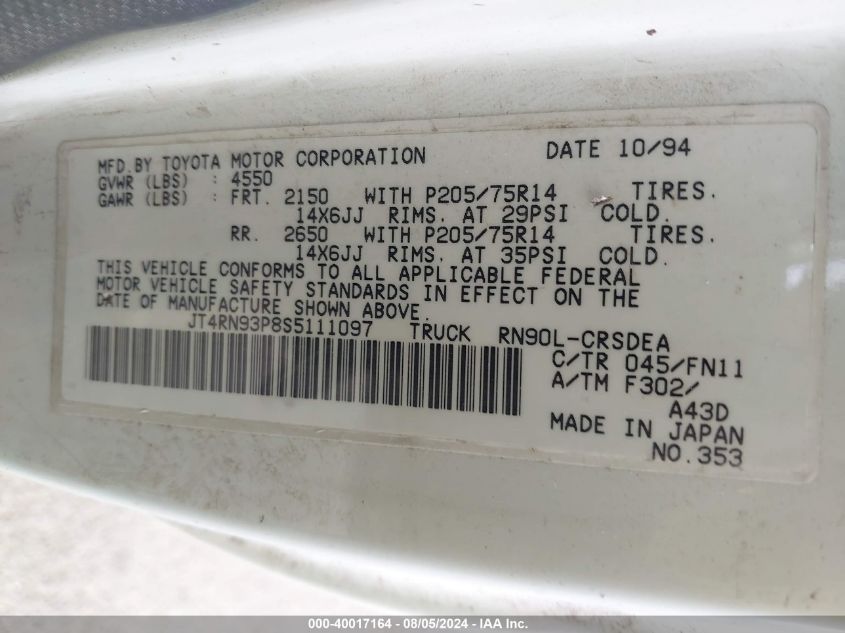 MFD. BY TOYOTA MOTOR CORPORATION DATE 10/94
GVWR (LBS) : 4550
GAWR (LBS) : FRT. 2150 WITH P205/75R14 TIRES.
14X6JJ RIMS. AT 29PSI COLD.
RR. 2650 WITH P205/75R14 TIRES.
14X6JJ RIMS. AT 35PSI COLD.
THIS VEHICLE CONFORMS TO ALL APPLICABLE FEDERAL
MOTOR VEHICLE SAFETY STANDARDS IN EFFECT ON THE
DATE OF MANUFACTURE SHOWN ABOVE.
JT4RN93P8S5111097 TRUCK RN90L-CRSDEA
C/TR 045/FN11
A/TM F302/
A43D
MADE IN JAPAN
NO.353
000-40017164 - 08/05/2024 - IAA Inc.